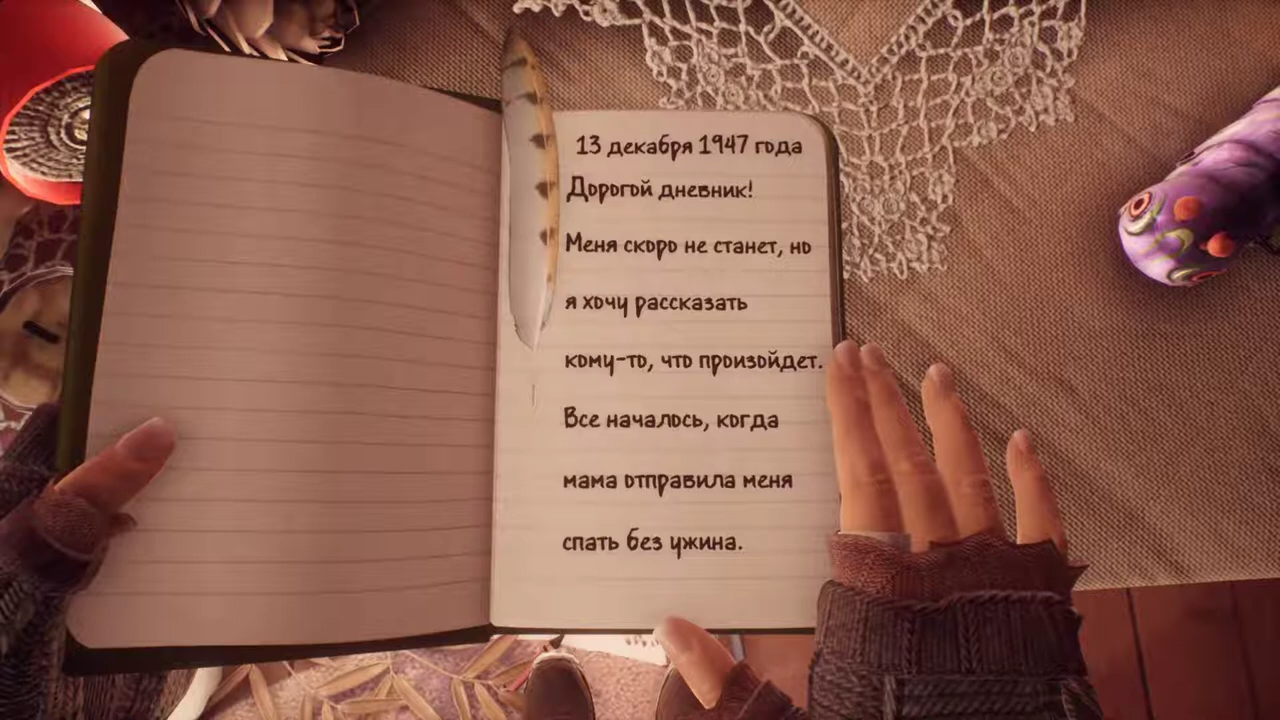 13 декабря 1947 года
Дорогой дневник!
Меня скоро не станет, но
я хочу рассказать
кому-то, что произойдет.
Все началось, когда
мама отправила меня
спать без ужина.